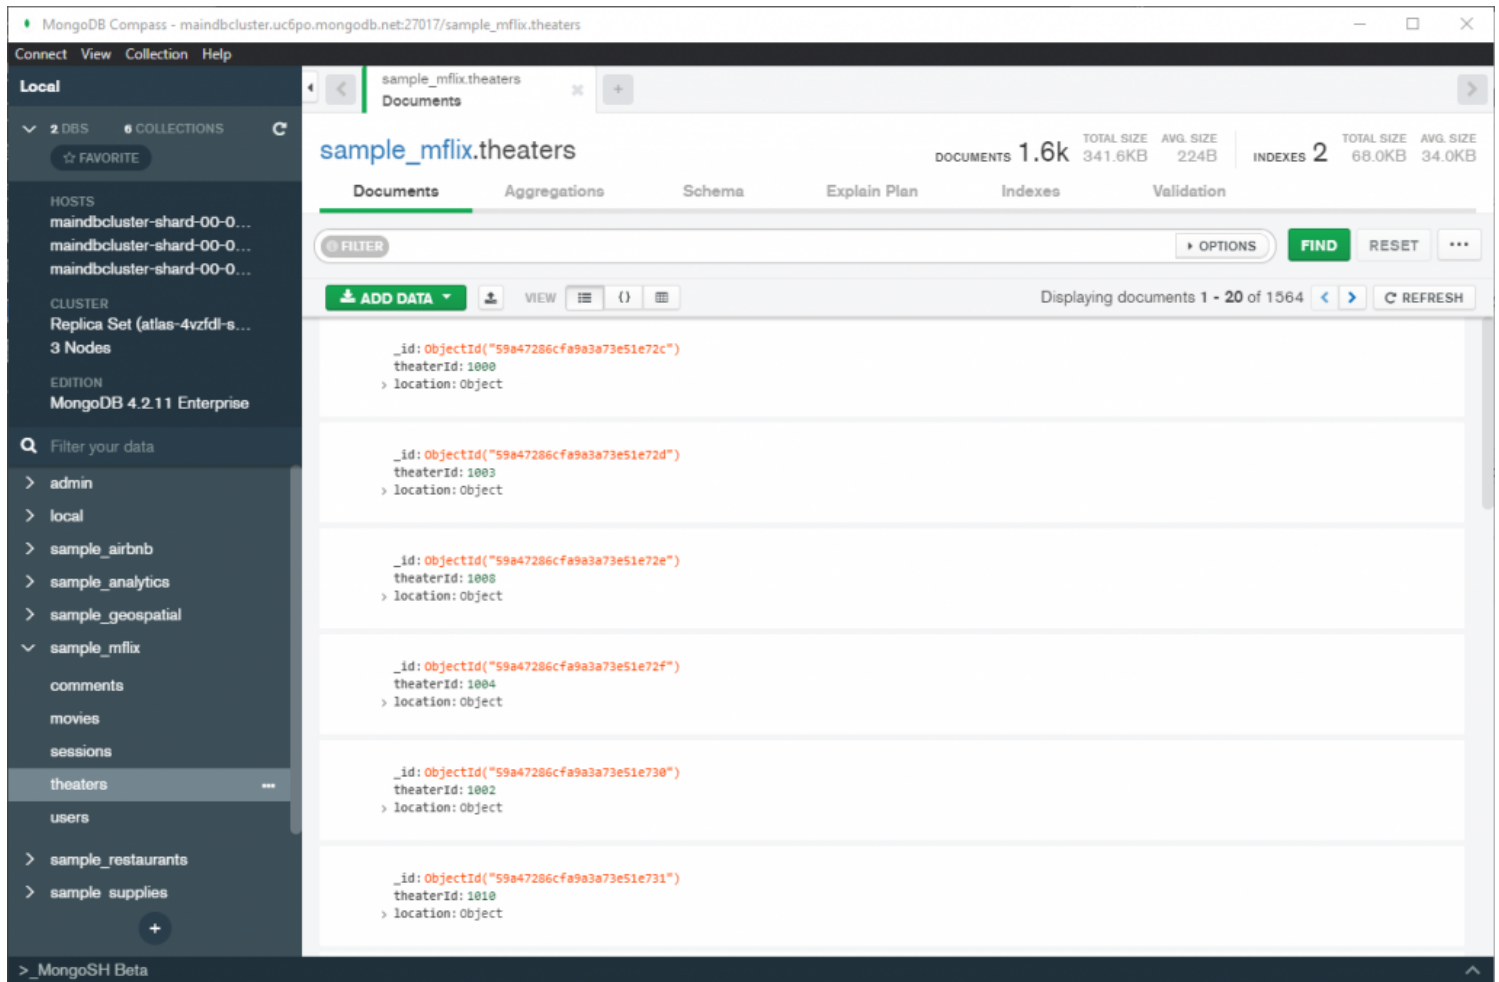 MongoDB Compass - maindbcluster.uc6po.mongodb.net:27017/sample_mflix.theaters
Connect View Collection Help
Local
2 DBS 6 COLLECTIONS
FAVORITE
HOSTS
maindbcluster-shard-00-0...
maindbcluster-shard-00-0...
maindbcluster-shard-00-0...
CLUSTER
Replica Set (atlas-4vzfdl-s...
3 Nodes
EDITION
MongoDB 4.2.11 Enterprise
Filter your data
admin
local
sample_airbnb
sample_analytics
sample_geospatial
sample_mflix
comments
movies
sessions
theaters
users
sample_restaurants
sample_supplies
>_MongoSH Beta
sample_mflix.theaters
Documents
sample_mflix.theaters
DOCUMENTS 1.6k TOTAL SIZE 341.6KB AVG. SIZE 224B INDEXES 2 TOTAL SIZE 68.0KB AVG. SIZE 34.0KB
Documents Aggregations Schema Explain Plan Indexes Validation
FILTER OPTIONS FIND RESET ...
ADD DATA VIEW {} Displaying documents 1 - 20 of 1564 < > REFRESH
_id: ObjectId("59a47286cfa9a3a73e51e72c")
theaterId: 1000
> location: Object
_id: ObjectId("59a47286cfa9a3a73e51e72d")
theaterId: 1003
> location: Object
_id: ObjectId("59a47286cfa9a3a73e51e72e")
theaterId: 1008
> location: Object
_id: ObjectId("59a47286cfa9a3a73e51e72f")
theaterId: 1004
> location: Object
_id: ObjectId("59a47286cfa9a3a73e51e730")
theaterId: 1002
> location: Object
_id: ObjectId("59a47286cfa9a3a73e51e731")
theaterId: 1010
> location: Object